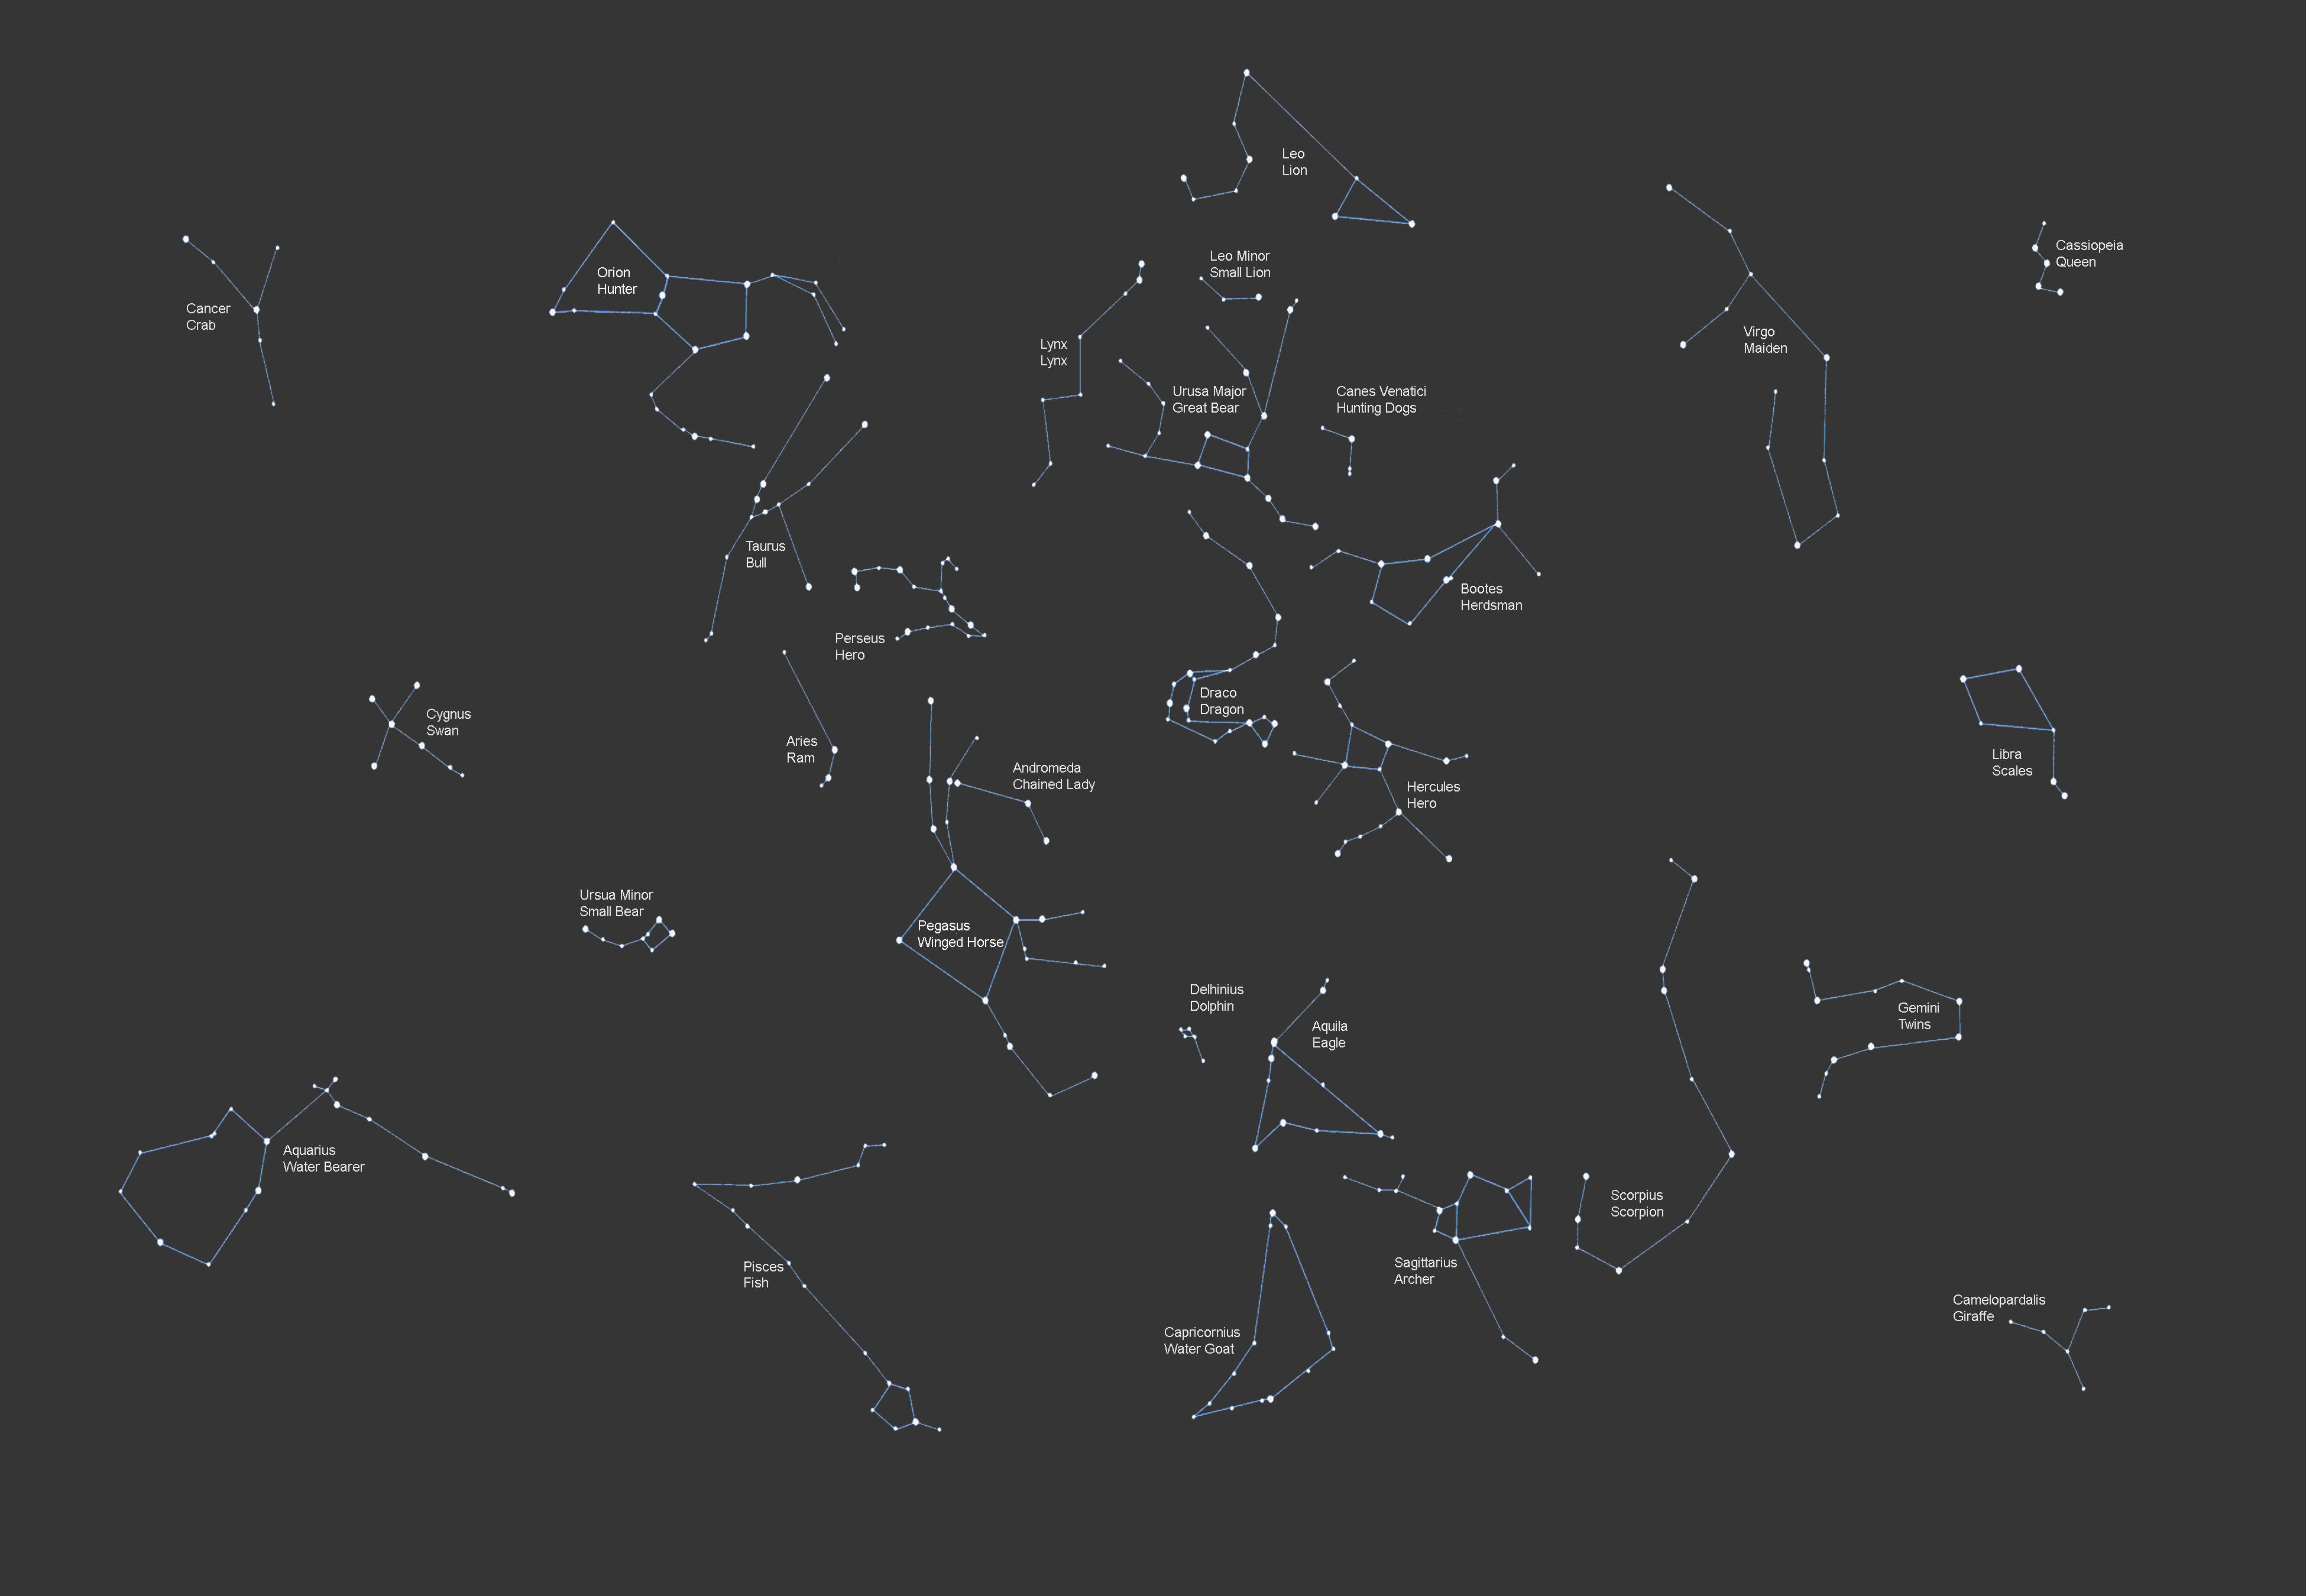 Leo
Lion
Cassiopeia
Queen
Leo Minor
Small Lion
Orion
Hunter
Cancer
Crab
Virgo
Maiden
Lynx
Lynx
Urusa Major
Great Bear
Canes Venatici
Hunting Dogs
Taurus
Bull
Bootes
Herdsman
Perseus
Hero
Draco
Dragon
Cygnus
Swan
Aries
Ram
Libra
Scales
Andromeda
Chained Lady
Hercules
Hero
Ursua Minor
Small Bear
Pegasus
Winged Horse
Delhinius
Dolphin
Gemini
Twins
Aquila
Eagle
Aquarius
Water Bearer
Scorpius
Scorpion
Sagittarius
Archer
Pisces
Fish
Camelopardalis
Giraffe
Capricornius
Water Goat